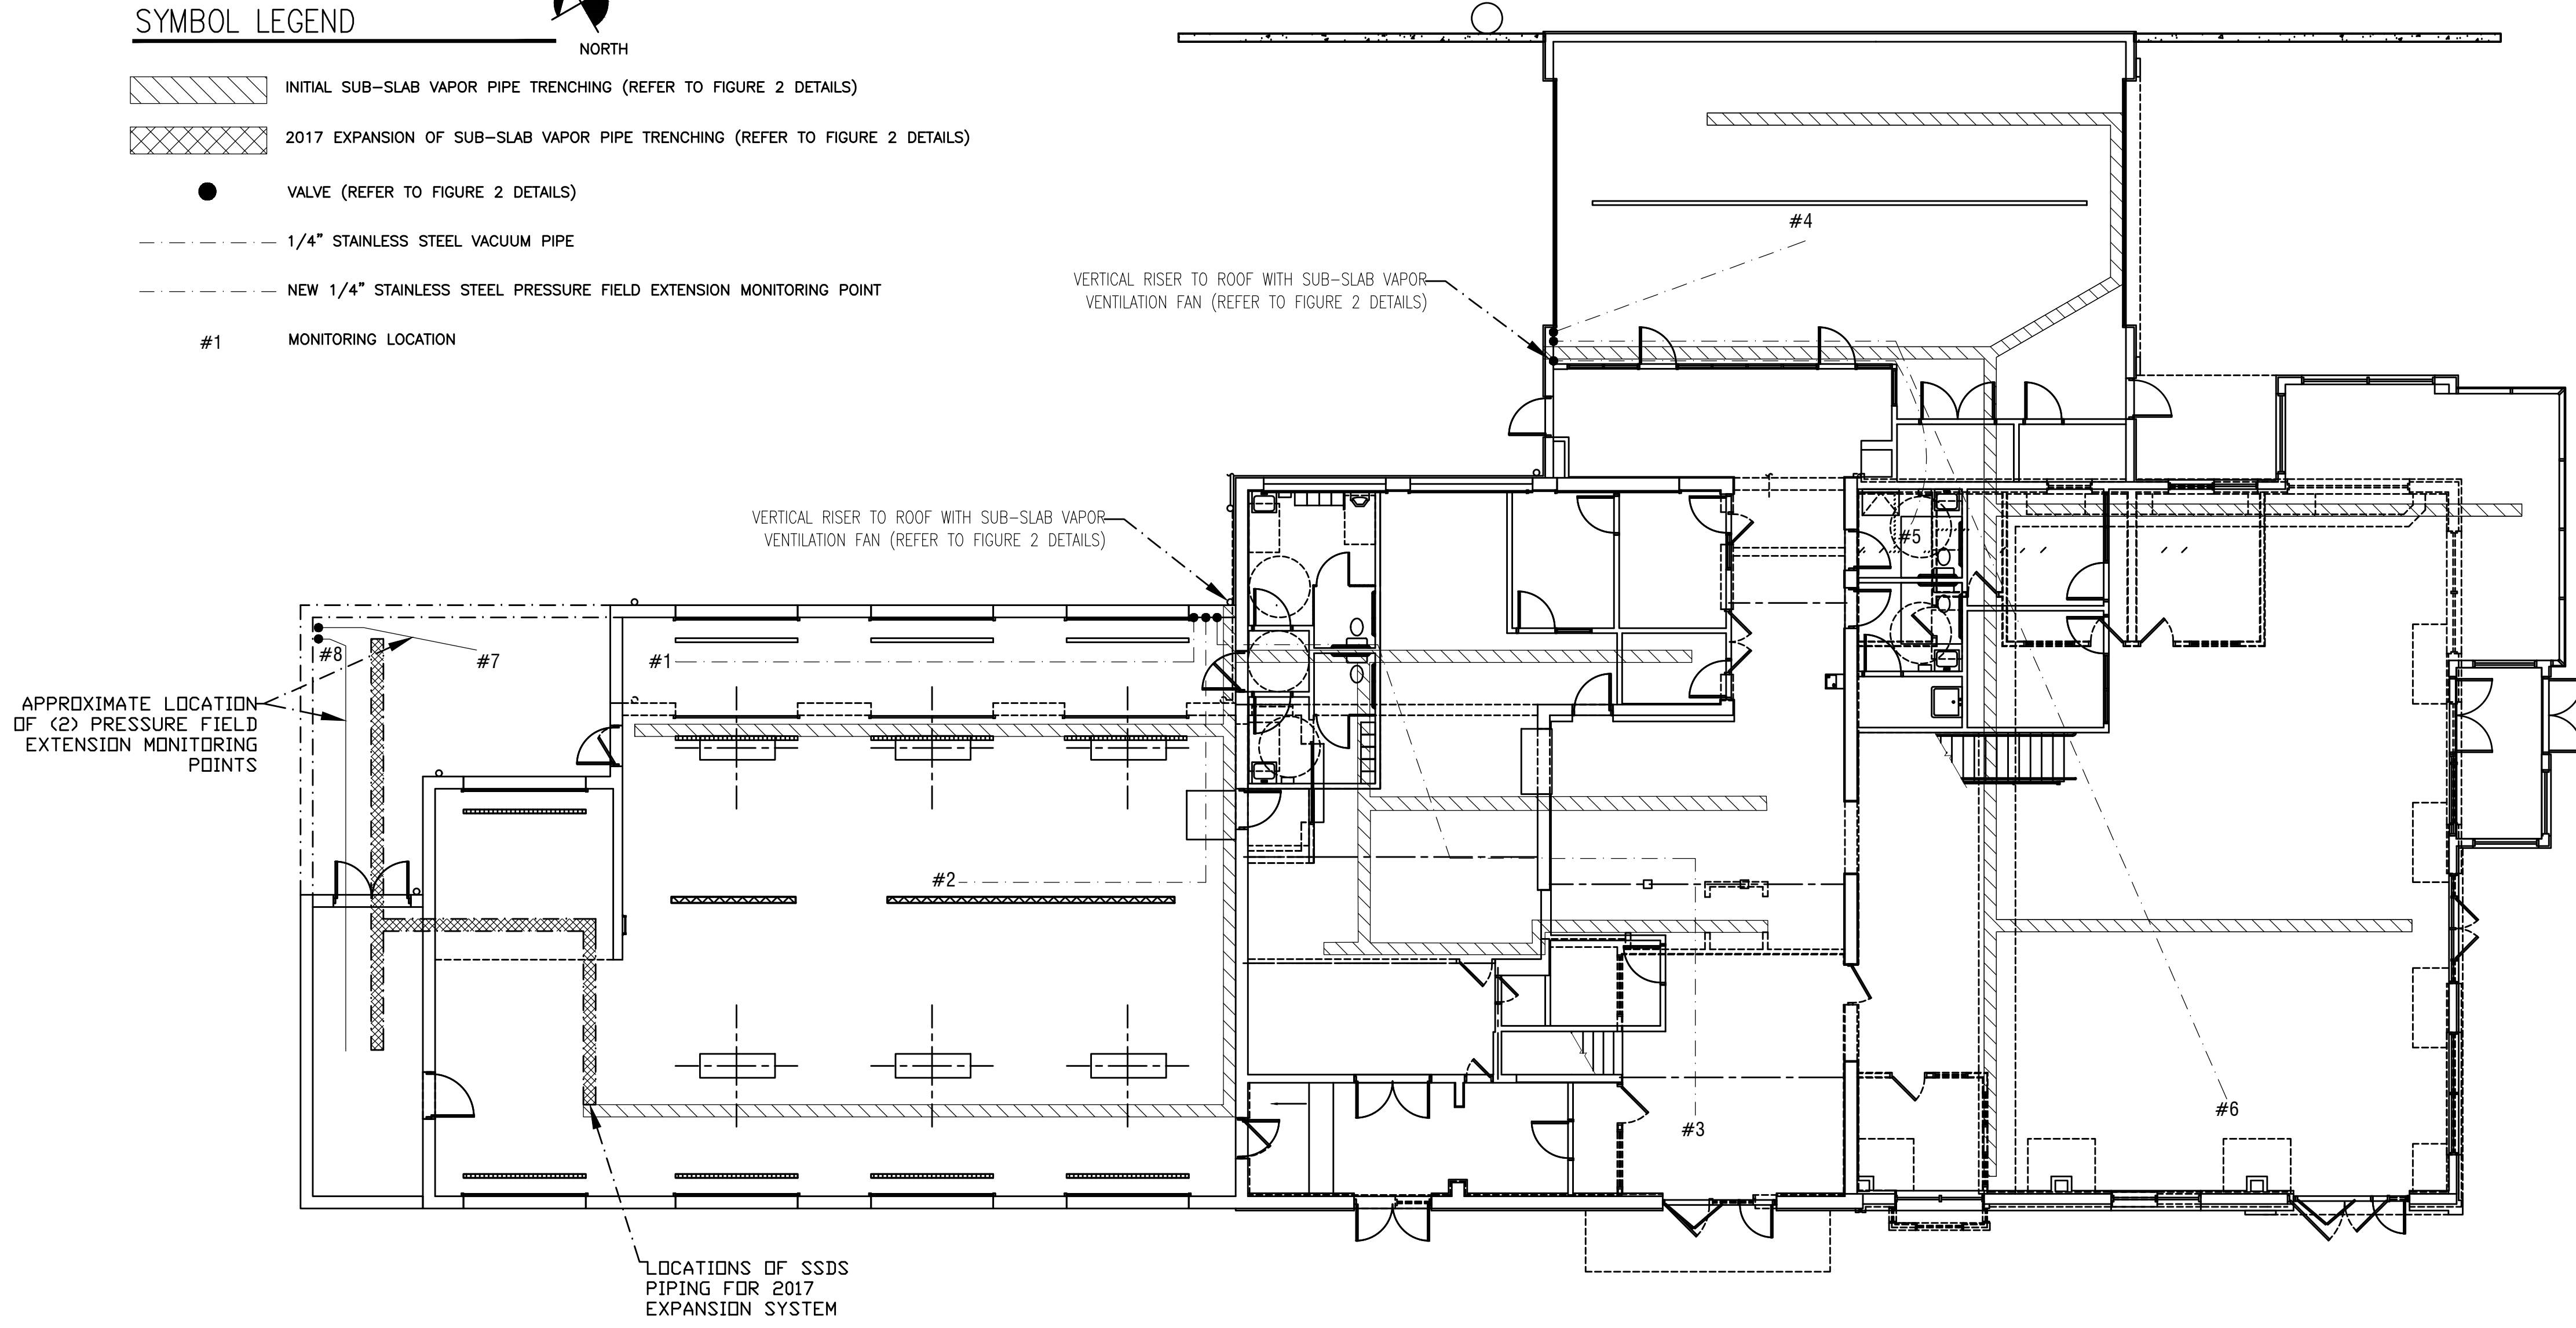 SYMBOL LEGEND
NORTH
INITIAL SUB-SLAB VAPOR PIPE TRENCHING (REFER TO FIGURE 2 DETAILS)
2017 EXPANSION OF SUB-SLAB VAPOR PIPE TRENCHING (REFER TO FIGURE 2 DETAILS)
VALVE (REFER TO FIGURE 2 DETAILS)
1/4" STAINLESS STEEL VACUUM PIPE
NEW 1/4" STAINLESS STEEL PRESSURE FIELD EXTENSION MONITORING POINT
#1 MONITORING LOCATION
#4
VERTICAL RISER TO ROOF WITH SUB-SLAB VAPOR
VENTILATION FAN (REFER TO FIGURE 2 DETAILS)
VERTICAL RISER TO ROOF WITH SUB-SLAB VAPOR
VENTILATION FAN (REFER TO FIGURE 2 DETAILS)
#5
#8
#7
#1
APPROXIMATE LOCATION
OF (2) PRESSURE FIELD
EXTENSION MONITORING
POINTS
#2
#6
#3
LOCATIONS OF SSDS
PIPING FOR 2017
EXPANSION SYSTEM